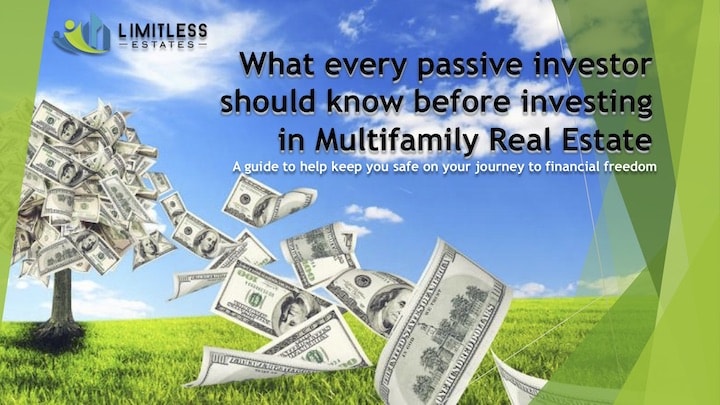 LIMITLESS
ESTATES
What every passive investor
should know before investing
in Multifamily Real Estate
A guide to help keep you safe on your journey to financial freedom
100